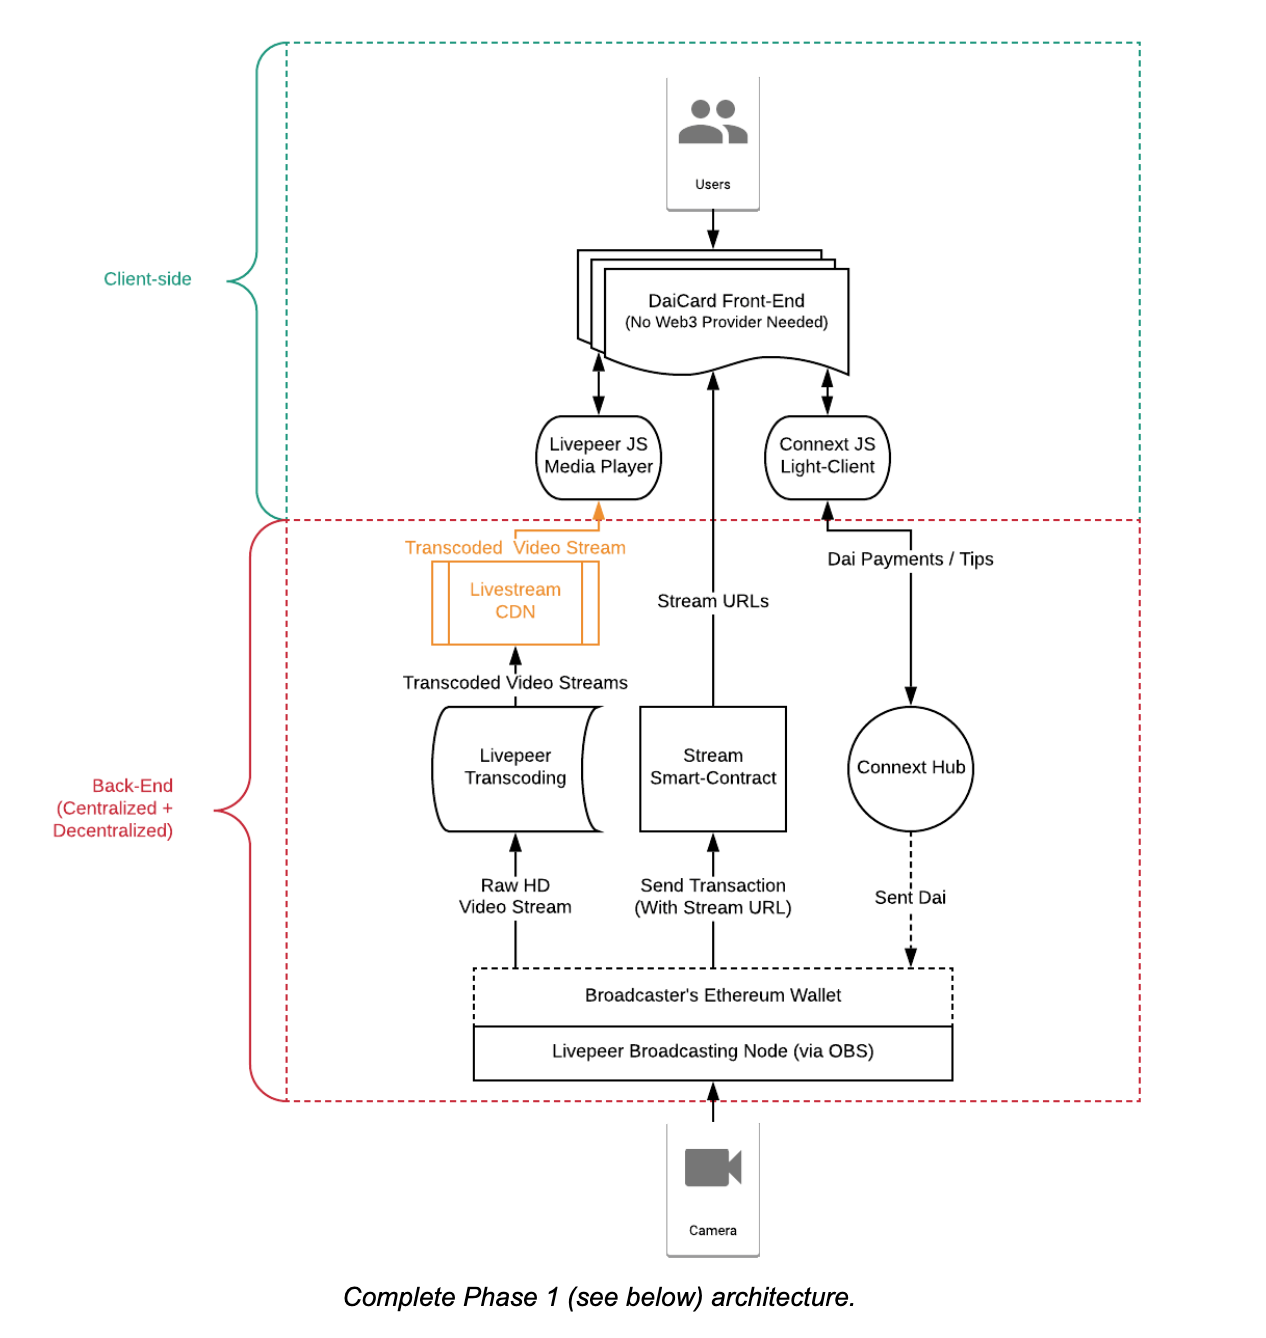 Users
DaiCard Front-End
(No Web3 Provider Needed)
Client-side
Livepeer JS
Media Player
Connext JS
Light-Client
Transcoded Video Stream
Dai Payments / Tips
Livestream
CDN
Stream URLs
Transcoded Video Streams
Livepeer
Transcoding
Stream
Smart-Contract
Connext Hub
Back-End
(Centralized +
Decentralized)
Raw HD
Video Stream
Send Transaction
(With Stream URL)
Sent Dai
Broadcaster's Ethereum Wallet
Livepeer Broadcasting Node (via OBS)
Camera
Complete Phase 1 (see below) architecture.